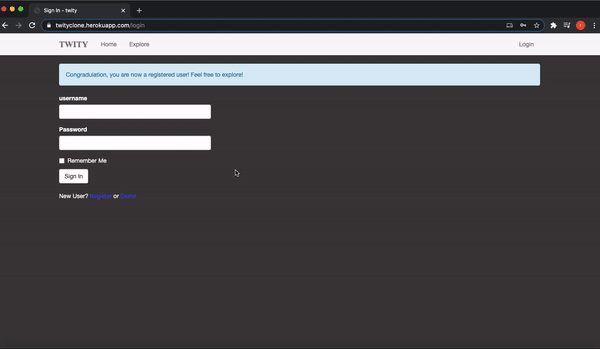 Sign In - twity
twityclone.herokuapp.com/login
TWITY Home Explore Login
Congradulation, you are now a registered user! Feel free to explore!
username
Password
Remember Me
Sign In
New User? Register or Demo